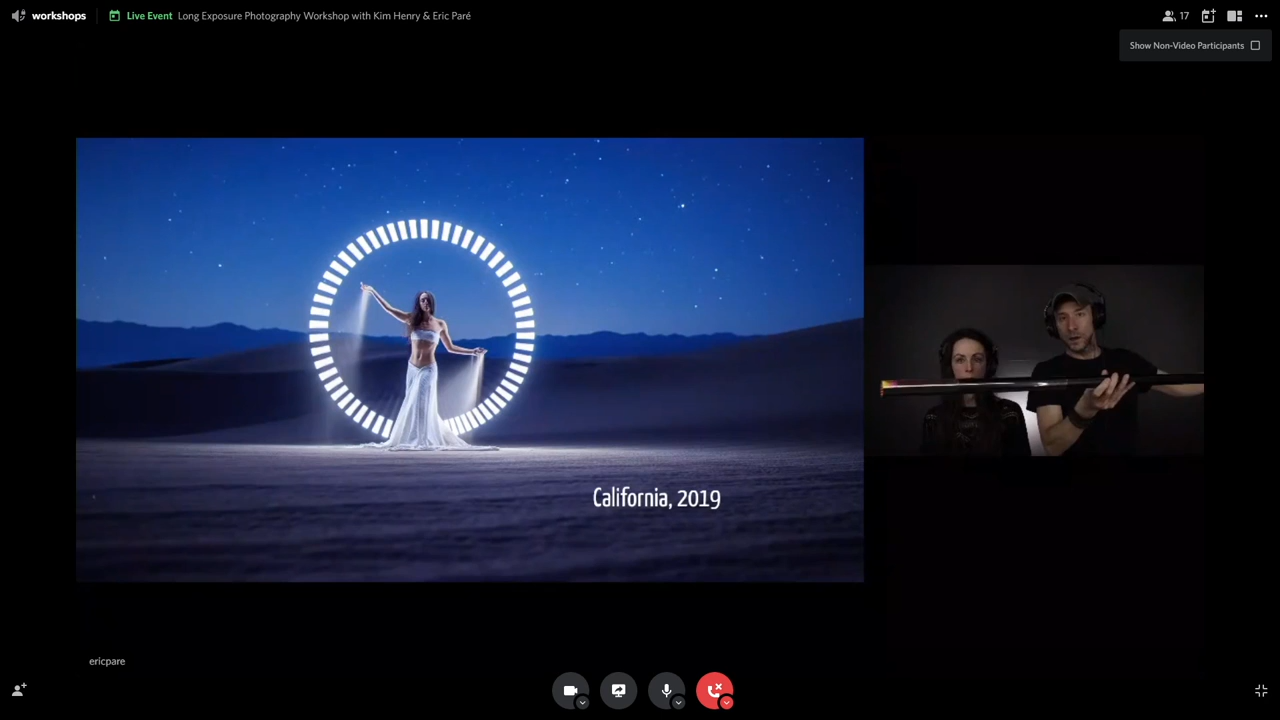 workshops
Live Event Long Exposure Photography Workshop with Kim Henry & Eric Paré
17
Show Non-Video Participants
California, 2019
ericpare